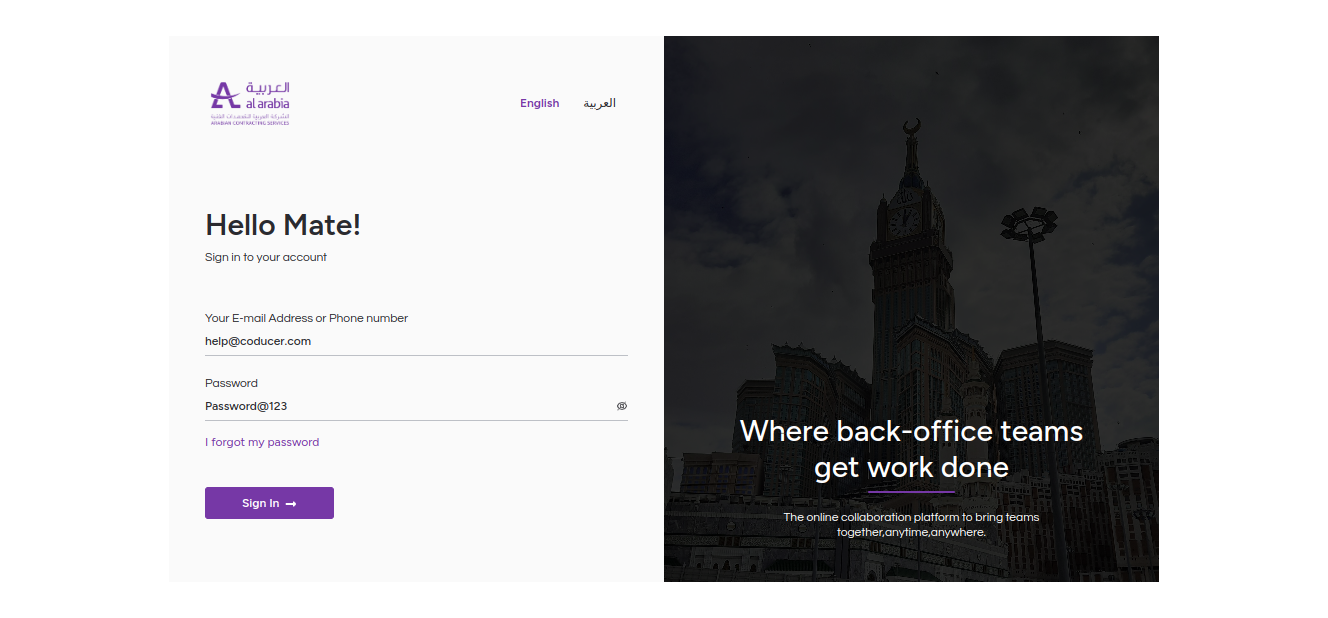 العربية
al arabia
ARABIAN CONTRACTING SERVICES
English
العربية
Hello Mate!
Sign in to your account
Your E-mail Address or Phone number
help@coducer.com
Password
Password@123
I forgot my password
Sign In
Where back-office teams
get work done
The online collaboration platform to bring teams
together,anytime,anywhere.